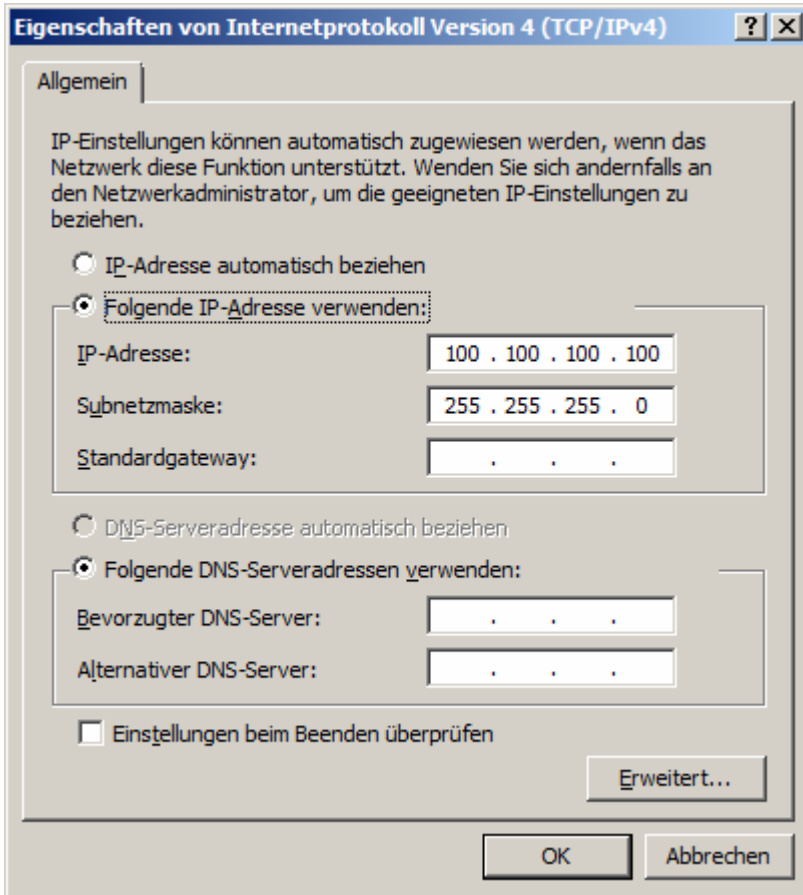 Eigenschaften von Internetprotokoll Version 4 (TCP/IPv4)
Allgemein
IP-Einstellungen können automatisch zugewiesen werden, wenn das
Netzwerk diese Funktion unterstützt. Wenden Sie sich andernfalls an
den Netzwerkadministrator, um die geeigneten IP-Einstellungen zu
beziehen.
IP-Adresse automatisch beziehen
Folgende IP-Adresse verwenden:
IP-Adresse: 100 . 100 . 100 . 100
Subnetzmaske: 255 . 255 . 255 . 0
Standardgateway: . . .
DNS-Serveradresse automatisch beziehen
Folgende DNS-Serveradressen verwenden:
Bevorzugter DNS-Server: . . .
Alternativer DNS-Server: . . .
Einstellungen beim Beenden überprüfen
Erweitert...
OK Abbrechen